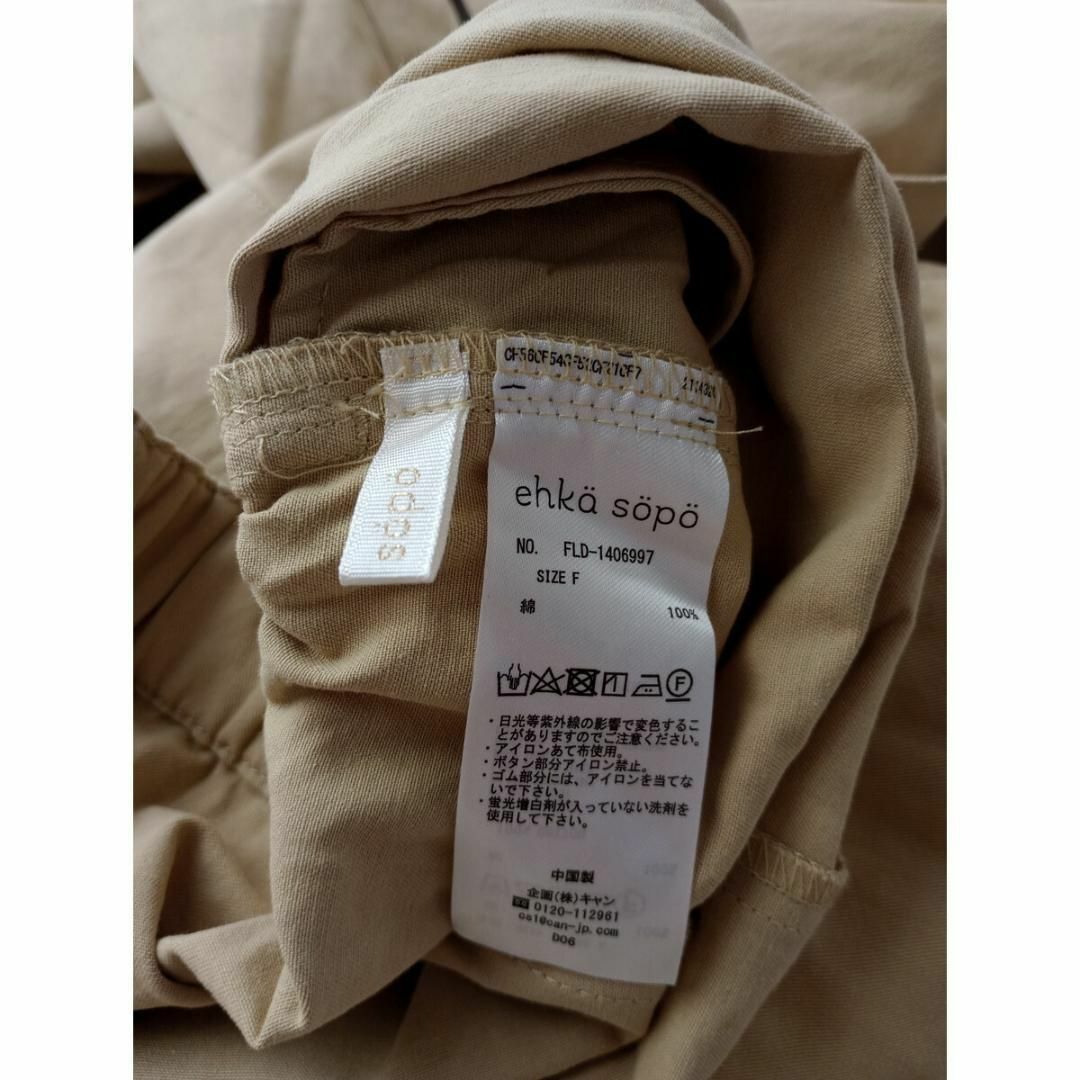 ehkä söpö
NO. FLD-1406997
SIZE F
綿 100%
F
・日光等紫外線の影響で変色するこ
とがありますのでご注意ください。
・アイロンあて布使用。
・ボタン部分アイロン禁止。
・ゴム部分には、アイロンを当てな
いで下さい。
・蛍光増白剤が入っていない洗剤を
使用して下さい。
中国製
企画(株)キャン
0120-112961
cs1@can-jp.com
D06